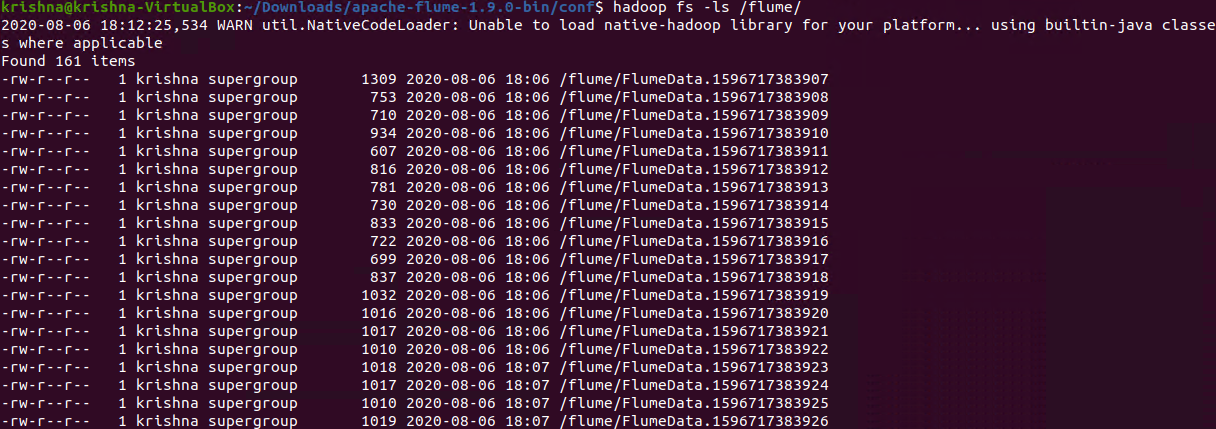 krishna@krishna-VirtualBox:~/Downloads/apache-flume-1.9.0-bin/conf$ hadoop fs -ls /flume/
2020-08-06 18:12:25,534 WARN util.NativeCodeLoader: Unable to load native-hadoop library for your platform... using builtin-java classe
s where applicable
Found 161 items
-rw-r--r--   1 krishna supergroup       1309 2020-08-06 18:06 /flume/FlumeData.1596717383907
-rw-r--r--   1 krishna supergroup        753 2020-08-06 18:06 /flume/FlumeData.1596717383908
-rw-r--r--   1 krishna supergroup        710 2020-08-06 18:06 /flume/FlumeData.1596717383909
-rw-r--r--   1 krishna supergroup        934 2020-08-06 18:06 /flume/FlumeData.1596717383910
-rw-r--r--   1 krishna supergroup        607 2020-08-06 18:06 /flume/FlumeData.1596717383911
-rw-r--r--   1 krishna supergroup        816 2020-08-06 18:06 /flume/FlumeData.1596717383912
-rw-r--r--   1 krishna supergroup        781 2020-08-06 18:06 /flume/FlumeData.1596717383913
-rw-r--r--   1 krishna supergroup        730 2020-08-06 18:06 /flume/FlumeData.1596717383914
-rw-r--r--   1 krishna supergroup        833 2020-08-06 18:06 /flume/FlumeData.1596717383915
-rw-r--r--   1 krishna supergroup        722 2020-08-06 18:06 /flume/FlumeData.1596717383916
-rw-r--r--   1 krishna supergroup        699 2020-08-06 18:06 /flume/FlumeData.1596717383917
-rw-r--r--   1 krishna supergroup        837 2020-08-06 18:06 /flume/FlumeData.1596717383918
-rw-r--r--   1 krishna supergroup       1032 2020-08-06 18:06 /flume/FlumeData.1596717383919
-rw-r--r--   1 krishna supergroup       1016 2020-08-06 18:06 /flume/FlumeData.1596717383920
-rw-r--r--   1 krishna supergroup       1017 2020-08-06 18:06 /flume/FlumeData.1596717383921
-rw-r--r--   1 krishna supergroup       1010 2020-08-06 18:06 /flume/FlumeData.1596717383922
-rw-r--r--   1 krishna supergroup       1018 2020-08-06 18:07 /flume/FlumeData.1596717383923
-rw-r--r--   1 krishna supergroup       1017 2020-08-06 18:07 /flume/FlumeData.1596717383924
-rw-r--r--   1 krishna supergroup       1010 2020-08-06 18:07 /flume/FlumeData.1596717383925
-rw-r--r--   1 krishna supergroup       1019 2020-08-06 18:07 /flume/FlumeData.1596717383926